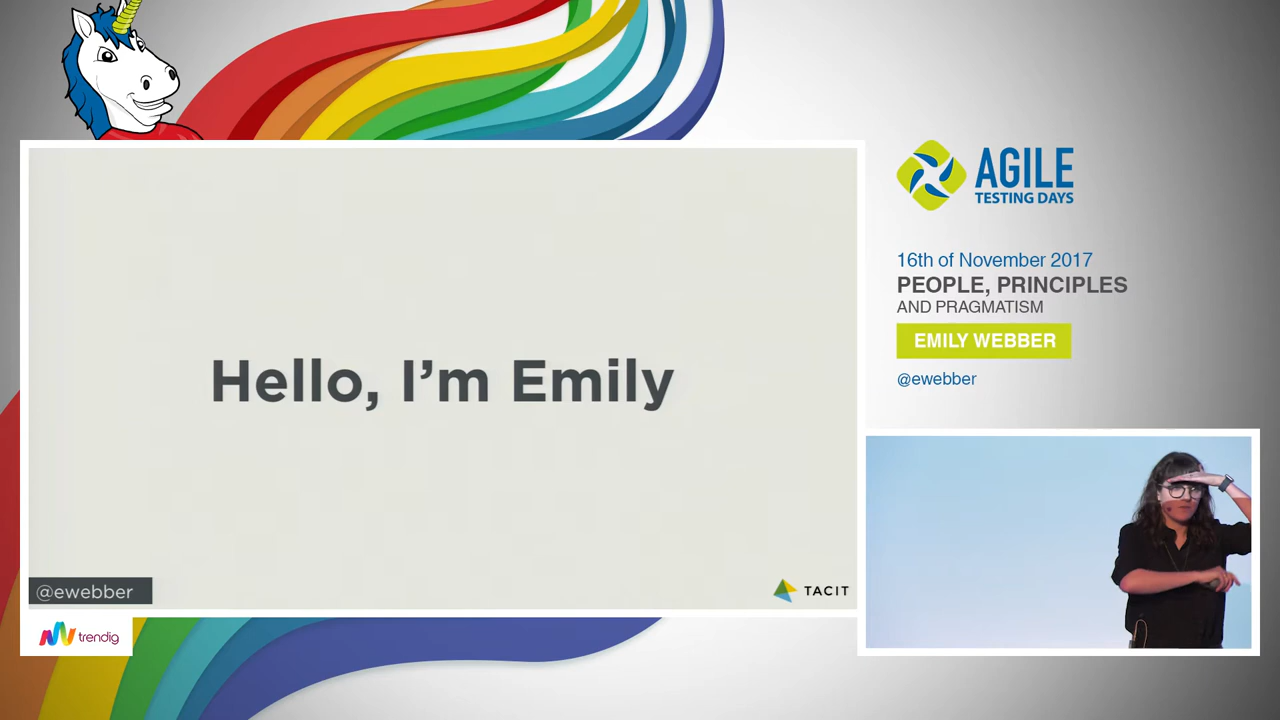 Hello, I'm Emily
@ewebber
TACIT
trendig
AGILE
TESTING DAYS
16th of November 2017
PEOPLE, PRINCIPLES
AND PRAGMATISM
EMILY WEBBER
@ewebber